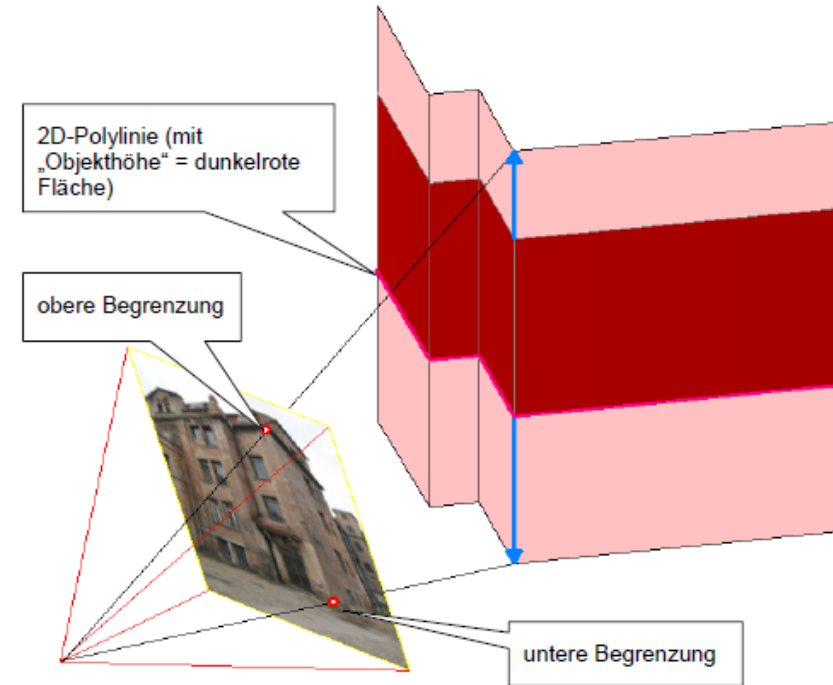 2D-Polylinie (mit
„Objekthöhe“ = dunkelrote
Fläche)
obere Begrenzung
untere Begrenzung